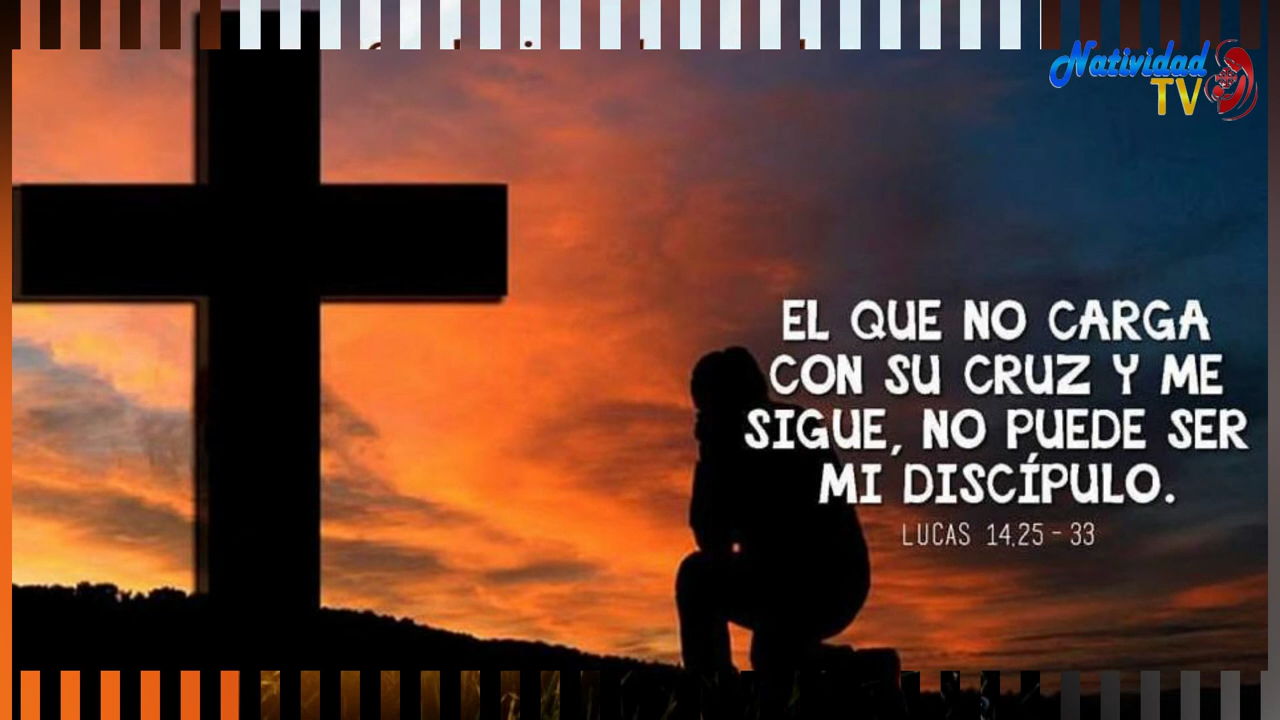 Natividad
TV
EL QUE NO CARGA
CON SU CRUZ Y ME
SIGUE, NO PUEDE SER
MI DISCÍPULO.
LUCAS 14,25 - 33